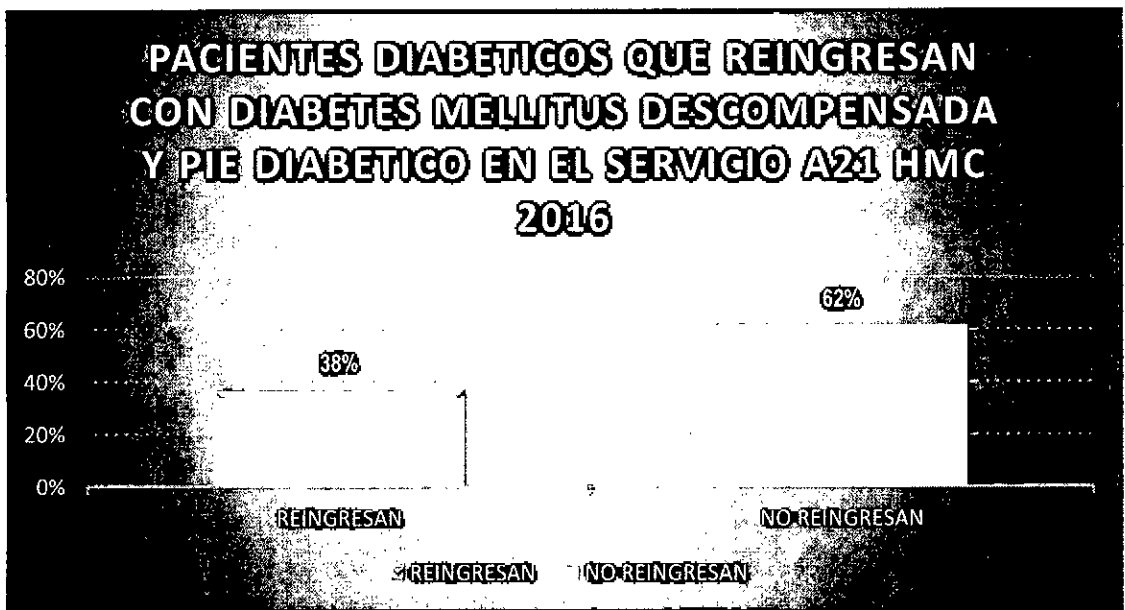 PACIENTES DIABETICOS QUE REINGRESAN
CON DIABETES MELLITUS DESCOMPENSADA
Y PIE DIABETICO EN EL SERVICIO A21 HMC
2016
80%
62%
60%
38%
40%
20%
0%
REINGRESAN NO REINGRESAN
REINGRESAN NO REINGRESAN